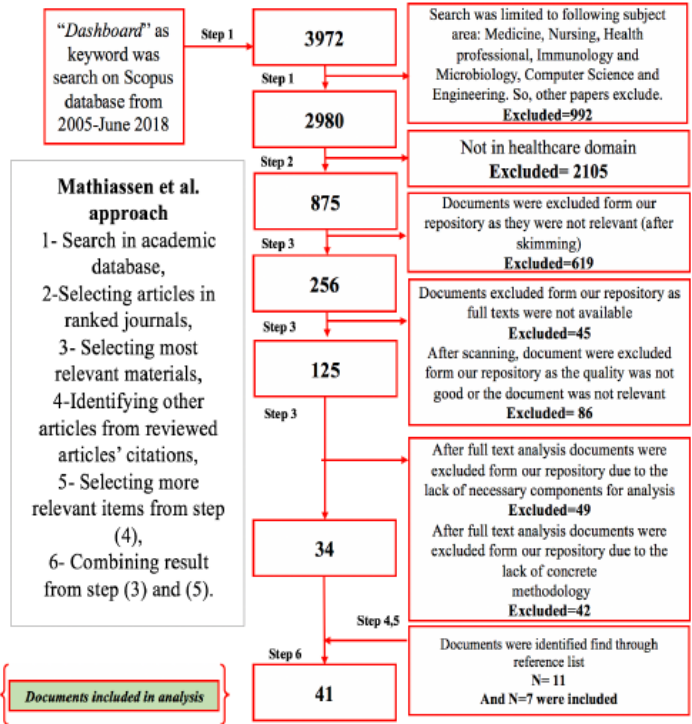 “Dashboard” as
keyword was
search on Scopus
database from
2005-June 2018
Step 1
3972
Search was limited to following subject
area: Medicine, Nursing, Health
professional, Immunology and
Microbiology, Computer Science and
Engineering. So, other papers exclude.
Excluded=992
Step 1
2980
Not in healthcare domain
Excluded= 2105
Step 2
875
Documents were excluded form our
repository as they were not relevant (after
skimming)
Excluded=619
Step 3
256
Documents excluded form our repository as
full texts were not available
Excluded=45
After scanning, document were excluded
form our repository as the quality was not
good or the document was not relevant
Excluded= 86
Step 3
125
Step 3
After full text analysis documents were
excluded form our repository due to the
lack of necessary components for analysis
Excluded=49
After full text analysis documents were
excluded form our repository due to the
lack of concrete
methodology
Excluded=42
34
Step 4,5
Documents were identified find through
reference list
N= 11
And N=7 were included
Step 6
41
Mathiassen et al.
approach
1- Search in academic
database,
2-Selecting articles in
ranked journals,
3- Selecting most
relevant materials,
4-Identifying other
articles from reviewed
articles’ citations,
5- Selecting more
relevant items from step
(4),
6- Combining result
from step (3) and (5).
Documents included in analysis